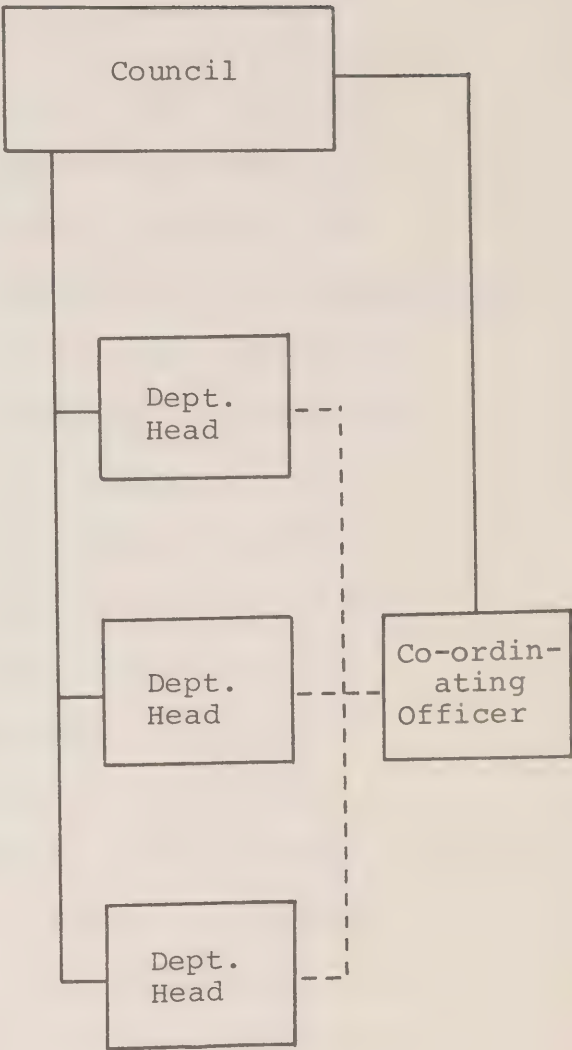 Council
Dept.
Head
Dept.
Head
Co-ordin-
ating
Officer
Dept.
Head